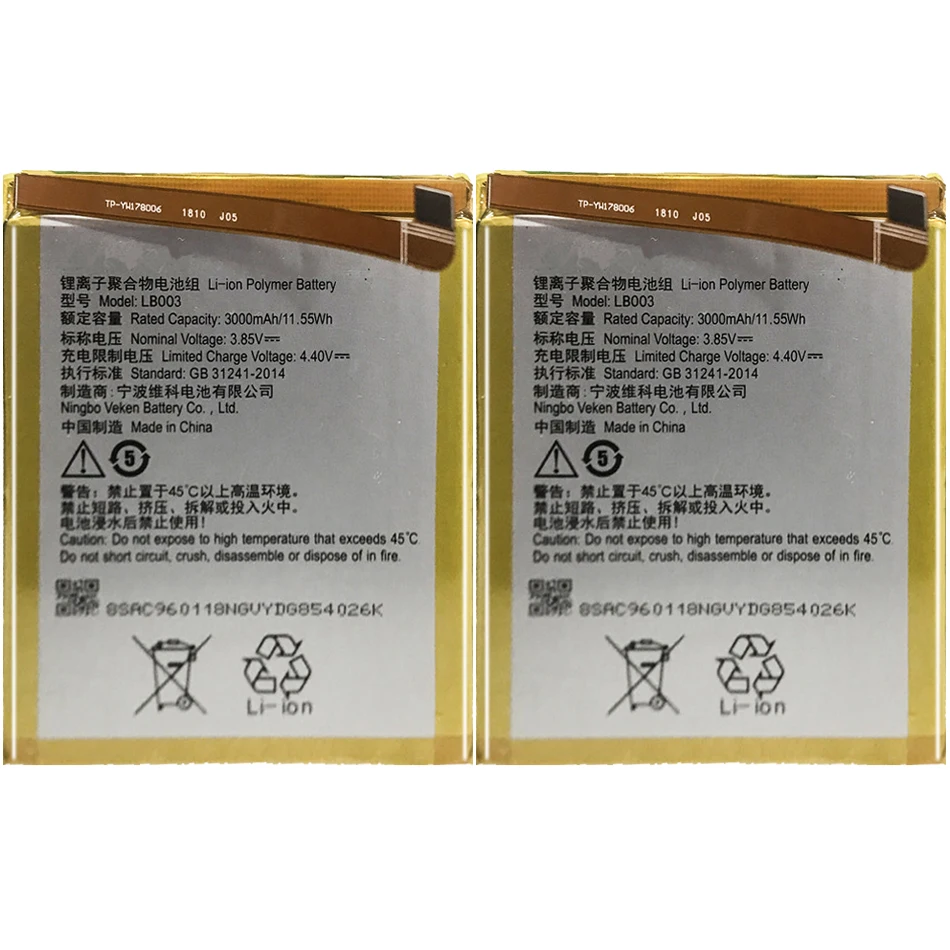 TP-YW178006 1810 J05
锂离子聚合物电池组 Li-ion Polymer Battery
型号 Model: LB003
额定容量 Rated Capacity: 3000mAh/11.55Wh
标称电压 Nominal Voltage: 3.85V⎓
充电限制电压 Limited Charge Voltage: 4.40V⎓
执行标准 Standard: GB 31241-2014
制造商: 宁波维科电池有限公司
Ningbo Veken Battery Co. , Ltd.
中国制造 Made in China
5
警告: 禁止置于45℃以上高温环境。
禁止短路、挤压、拆解或投入火中。
电池浸水后禁止使用!
Caution: Do not expose to high temperature that exceeds 45℃
Do not short circuit, crush, disassemble or dispose of in fire.
8SAC960118NGVYDG854026K
Li-ion
TP-YW178006 1810 J05
锂离子聚合物电池组 Li-ion Polymer Battery
型号 Model: LB003
额定容量 Rated Capacity: 3000mAh/11.55Wh
标称电压 Nominal Voltage: 3.85V⎓
充电限制电压 Limited Charge Voltage: 4.40V⎓
执行标准 Standard: GB 31241-2014
制造商: 宁波维科电池有限公司
Ningbo Veken Battery Co. , Ltd.
中国制造 Made in China
5
警告: 禁止置于45℃以上高温环境。
禁止短路、挤压、拆解或投入火中。
电池浸水后禁止使用!
Caution: Do not expose to high temperature that exceeds 45℃
Do not short circuit, crush, disassemble or dispose of in fire.
8SAC960118NGVYDG854026K
Li-ion